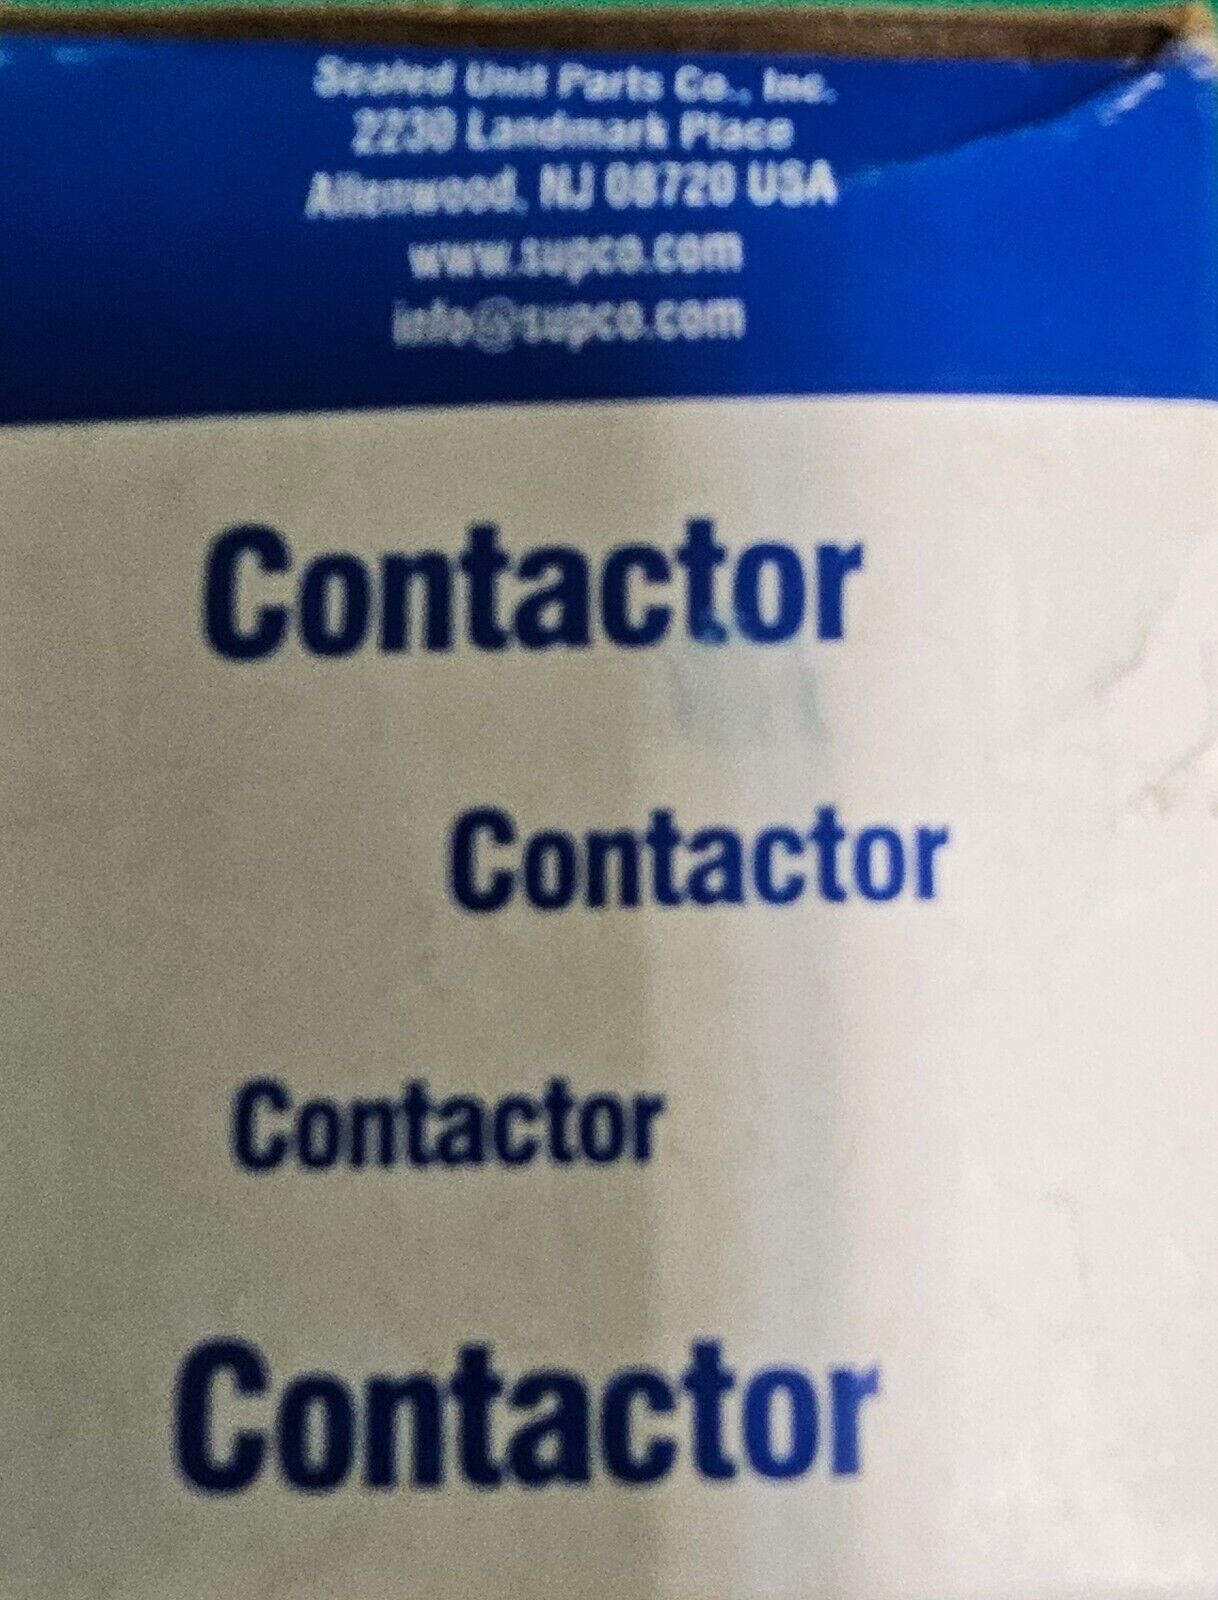 Sealed Unit Parts Co., Inc.
2230 Landmark Place
Allenwood, NJ 08720 USA
www.supco.com
info@supco.com
Contactor
Contactor
Contactor
Contactor